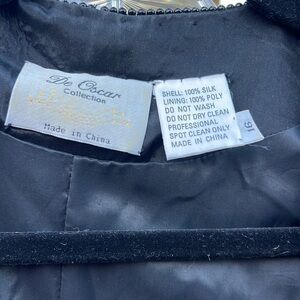 De Oscar
Collection
Made in China
SHELL: 100% SILK
LINING: 100% POLY
DO NOT WASH
DO NOT DRY CLEAN
PROFESSIONAL
SPOT CLEAN ONLY
MADE IN CHINA
16